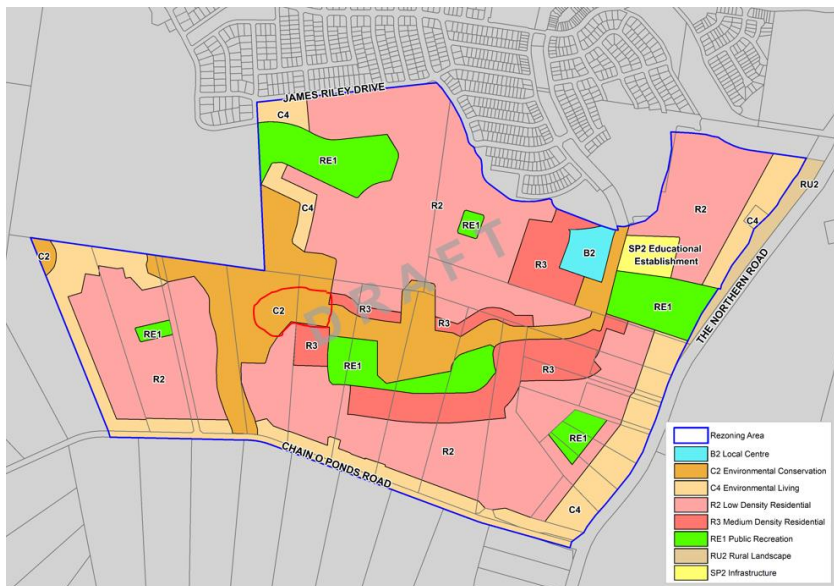 JAMES RILEY DRIVE
C4
RE1
RU2
C4
R2
R2
RE1
C4
SP2 Educational
Establishment
B2
C2
R3
DRAFT
C2
RE1
THE NORTHERN ROAD
R3
R3
RE1
R3
RE1
R3
R2
R2
RE1
CHAIN O PONDS ROAD
C4
Rezoning Area
B2 Local Centre
C2 Environmental Conservation
C4 Environmental Living
R2 Low Density Residential
R3 Medium Density Residential
RE1 Public Recreation
RU2 Rural Landscape
SP2 Infrastructure